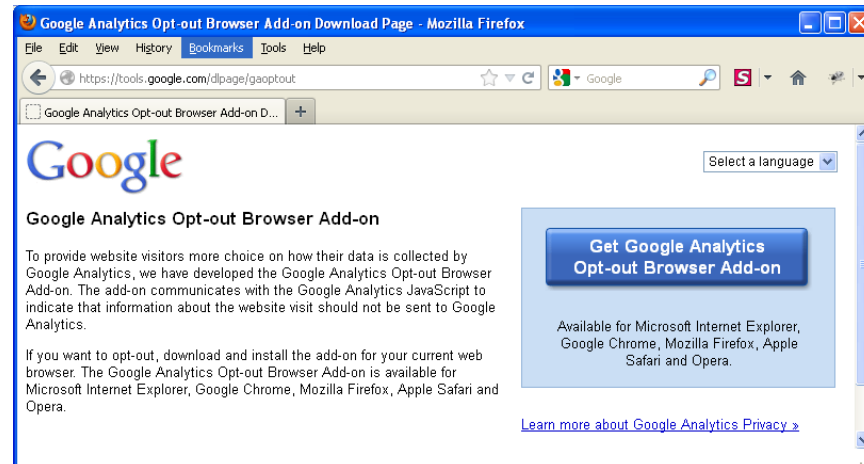 Google Analytics Opt-out Browser Add-on Download Page - Mozilla Firefox
File Edit View History Bookmarks Tools Help
https://tools.google.com/dlpage/gaoptout
Google
S
Google Analytics Opt-out Browser Add-on D... +
Google
Select a language
Google Analytics Opt-out Browser Add-on
To provide website visitors more choice on how their data is collected by
Google Analytics, we have developed the Google Analytics Opt-out Browser
Add-on. The add-on communicates with the Google Analytics JavaScript to
indicate that information about the website visit should not be sent to Google
Analytics.
If you want to opt-out, download and install the add-on for your current web
browser. The Google Analytics Opt-out Browser Add-on is available for
Microsoft Internet Explorer, Google Chrome, Mozilla Firefox, Apple Safari and
Opera.
Get Google Analytics
Opt-out Browser Add-on
Available for Microsoft Internet Explorer,
Google Chrome, Mozilla Firefox, Apple
Safari and Opera.
Learn more about Google Analytics Privacy »